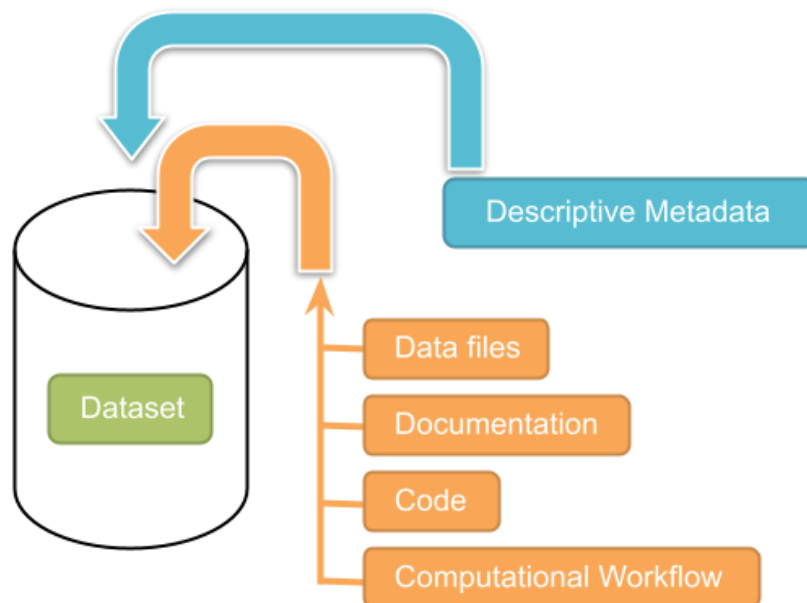 Descriptive Metadata
Data files
Dataset
Documentation
Code
Computational Workflow